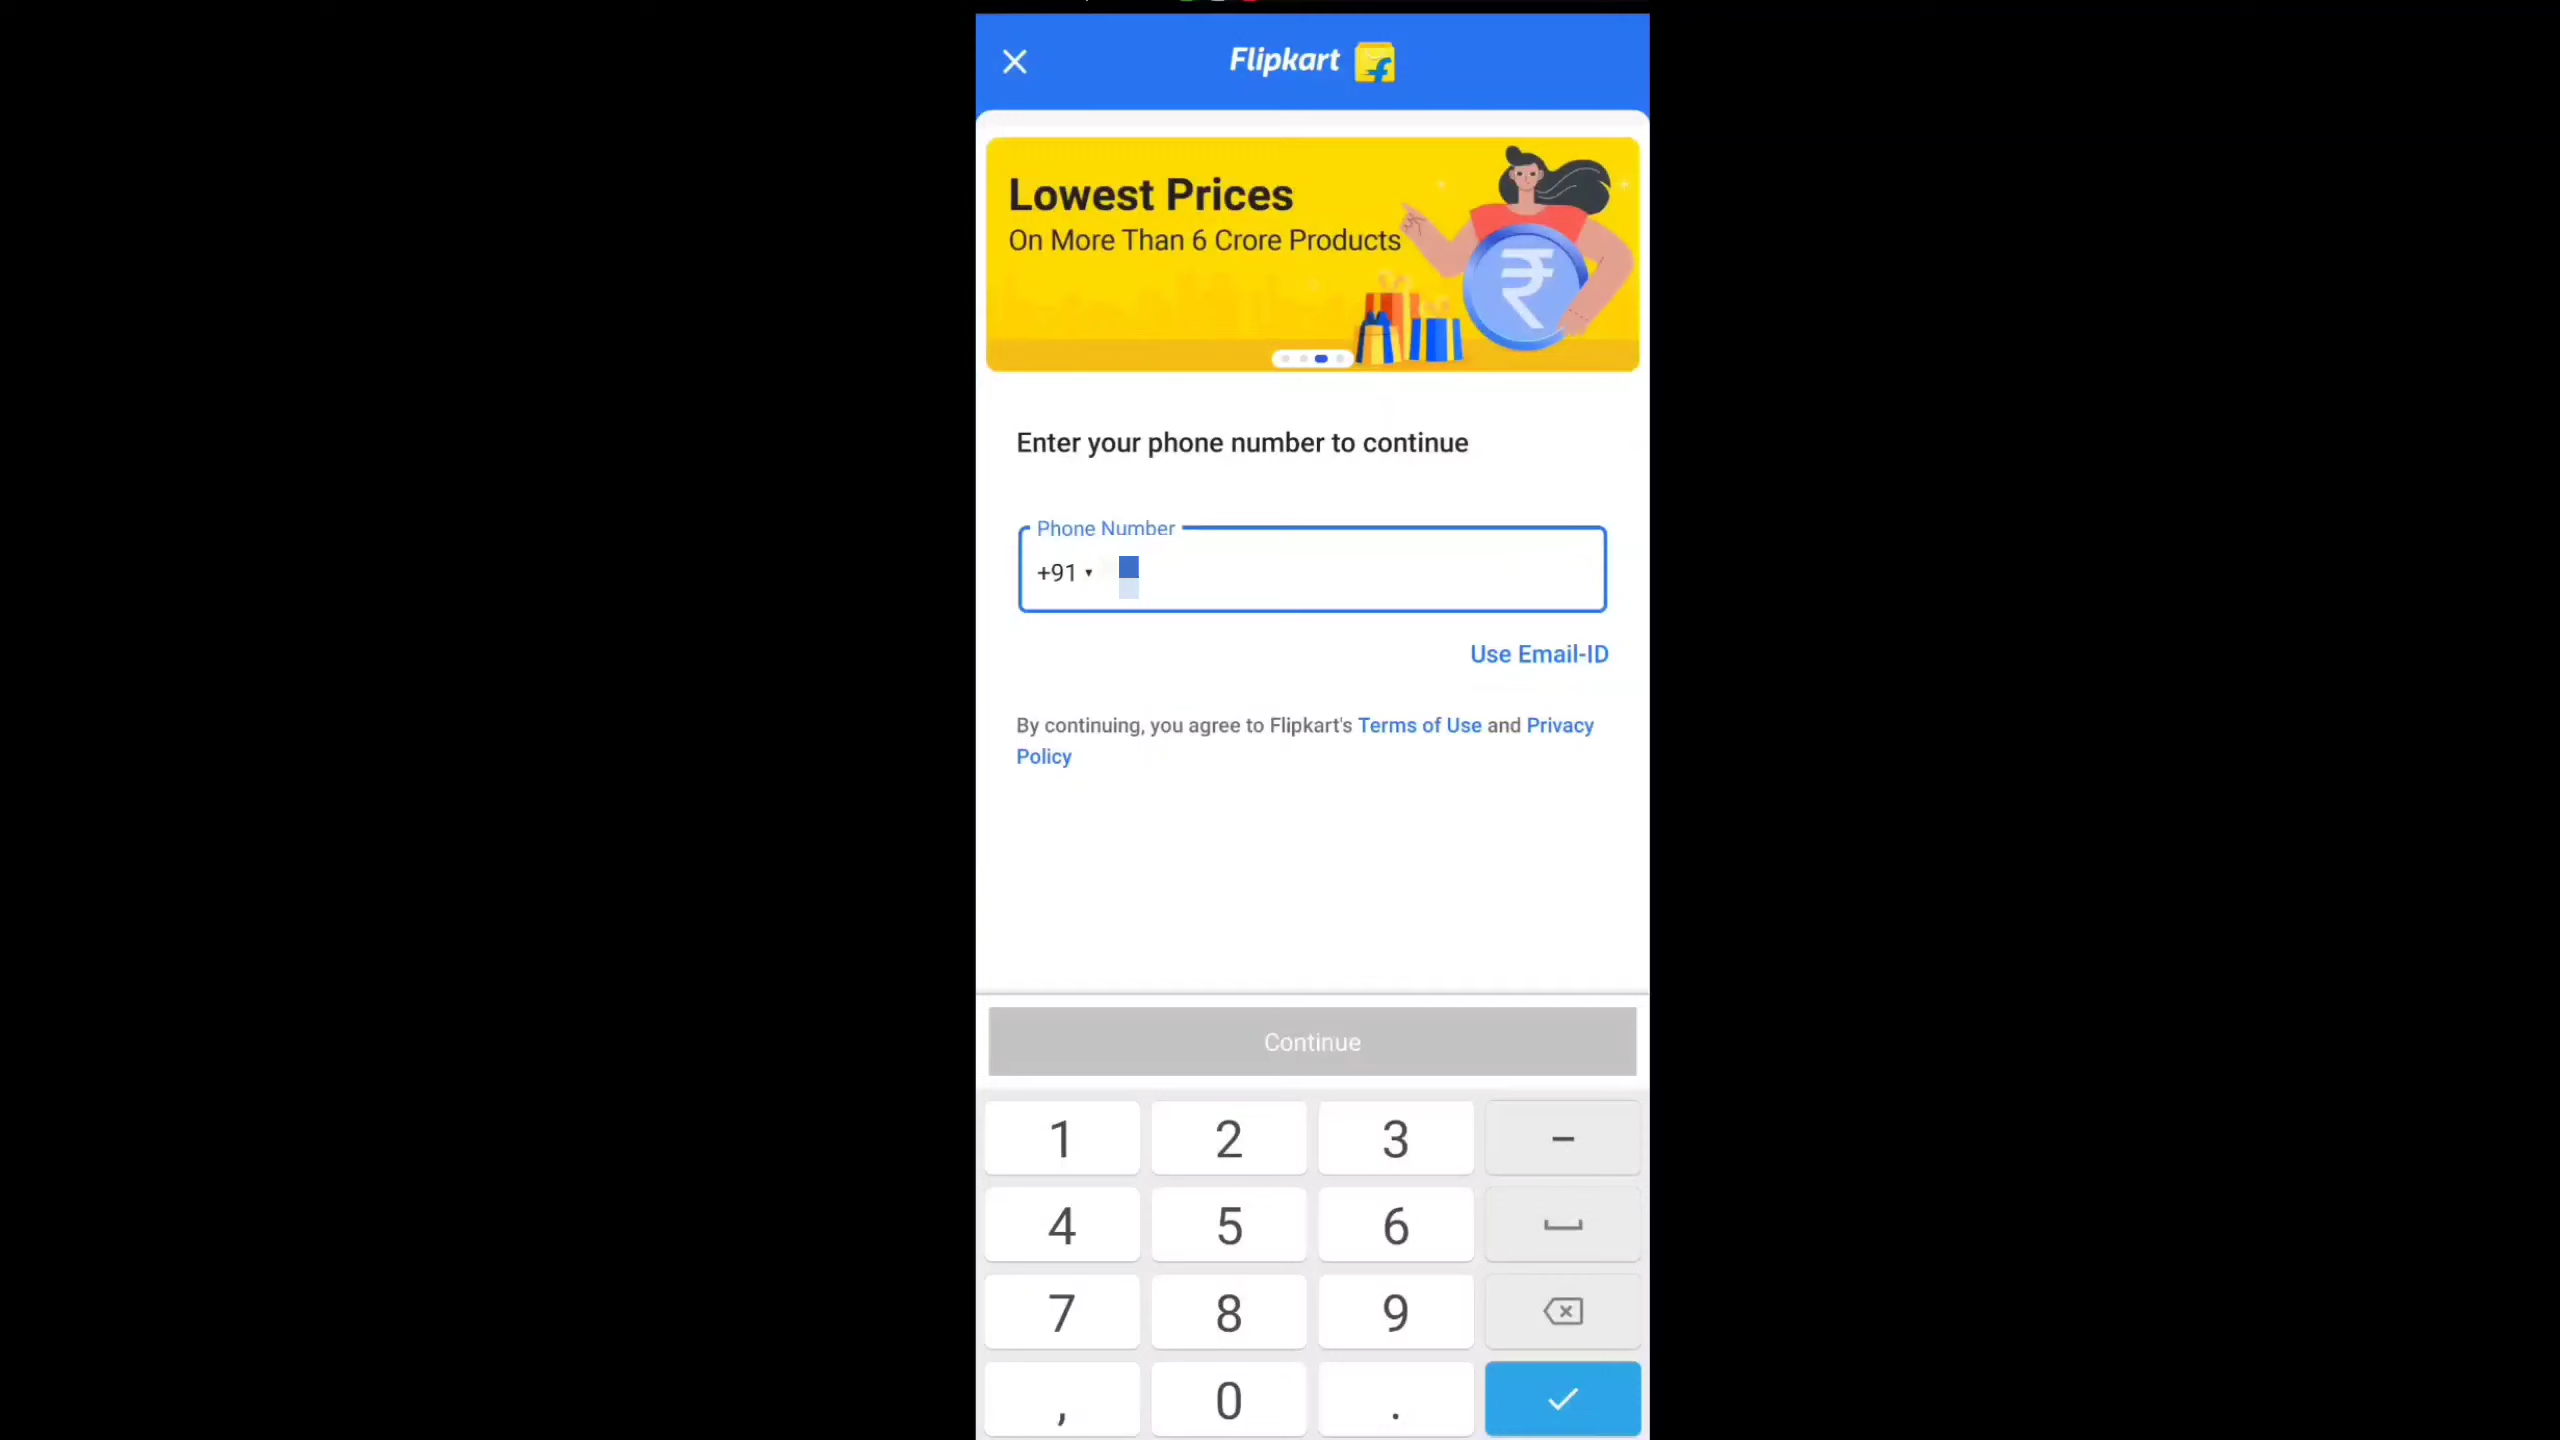 Flipkart
Lowest Prices
On More Than 6 Crore Products
₹
Enter your phone number to continue
Phone Number
+91
Use Email-ID
By continuing, you agree to Flipkart's Terms of Use and Privacy
Policy
Continue
1 2 3 –
4 5 6
7 8 9
, 0 .